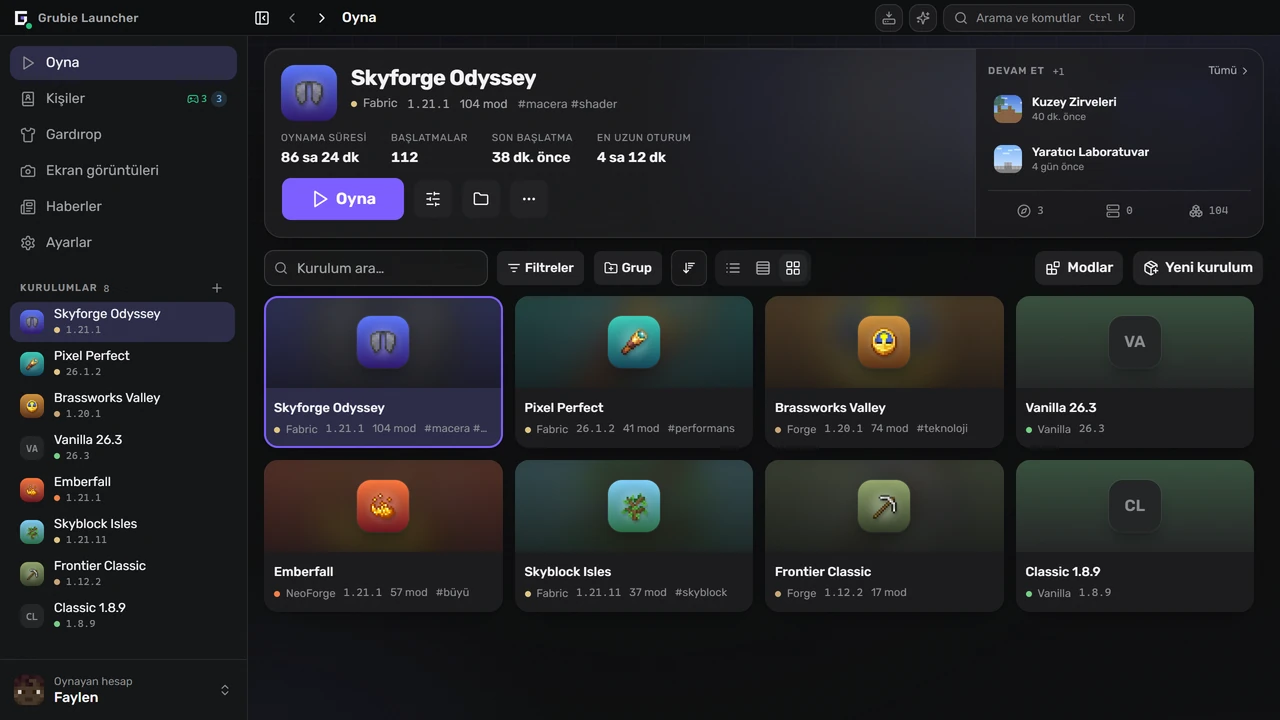 Grubie Launcher
Oyna
Arama ve komutlar Ctrl K
Oyna
Kişiler 3 3
Gardırop
Ekran görüntüleri
Haberler
Ayarlar
KURULUMLAR 8
Skyforge Odyssey
1.21.1
Pixel Perfect
26.1.2
Brassworks Valley
1.20.1
VA
Vanilla 26.3
26.3
Emberfall
1.21.1
Skyblock Isles
1.21.11
Frontier Classic
1.12.2
CL
Classic 1.8.9
1.8.9
Oynayan hesap
Faylen
Skyforge Odyssey
Fabric 1.21.1 104 mod #macera #shader
OYNAMA SÜRESİ BAŞLATMALAR SON BAŞLATMA EN UZUN OTURUM
86 sa 24 dk 112 38 dk. önce 4 sa 12 dk
Oyna
DEVAM ET +1 Tümü
Kuzey Zirveleri
40 dk. önce
Yaratıcı Laboratuvar
4 gün önce
3 0 104
Kurulum ara...
Filtreler
Grup
Modlar
Yeni kurulum
Skyforge Odyssey
Fabric 1.21.1 104 mod #macera #...
Pixel Perfect
Fabric 26.1.2 41 mod #performans
Brassworks Valley
Forge 1.20.1 74 mod #teknoloji
VA
Vanilla 26.3
Vanilla 26.3
Emberfall
NeoForge 1.21.1 57 mod #büyü
Skyblock Isles
Fabric 1.21.11 37 mod #skyblock
Frontier Classic
Forge 1.12.2 17 mod
CL
Classic 1.8.9
Vanilla 1.8.9